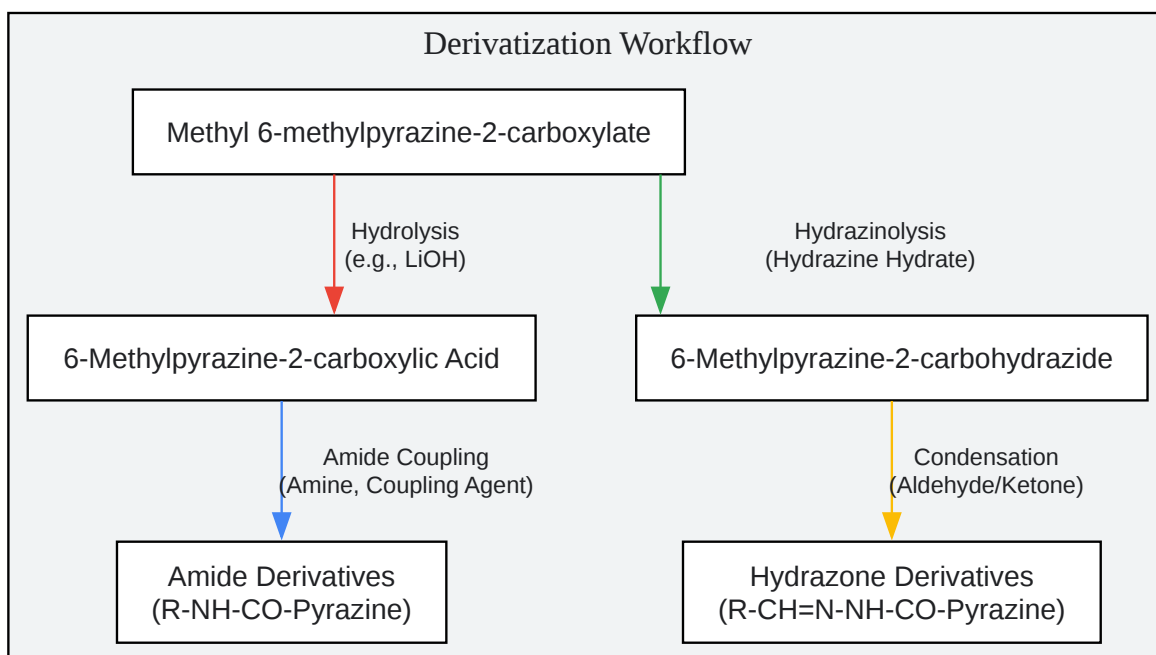 Derivatization Workflow
Methyl 6-methylpyrazine-2-carboxylate
Hydrolysis
(e.g., LiOH)
Hydrazinolysis
(Hydrazine Hydrate)
6-Methylpyrazine-2-carboxylic Acid
6-Methylpyrazine-2-carbohydrazide
Amide Coupling
(Amine, Coupling Agent)
Condensation
(Aldehyde/Ketone)
Amide Derivatives
(R-NH-CO-Pyrazine)
Hydrazone Derivatives
(R-CH=N-NH-CO-Pyrazine)